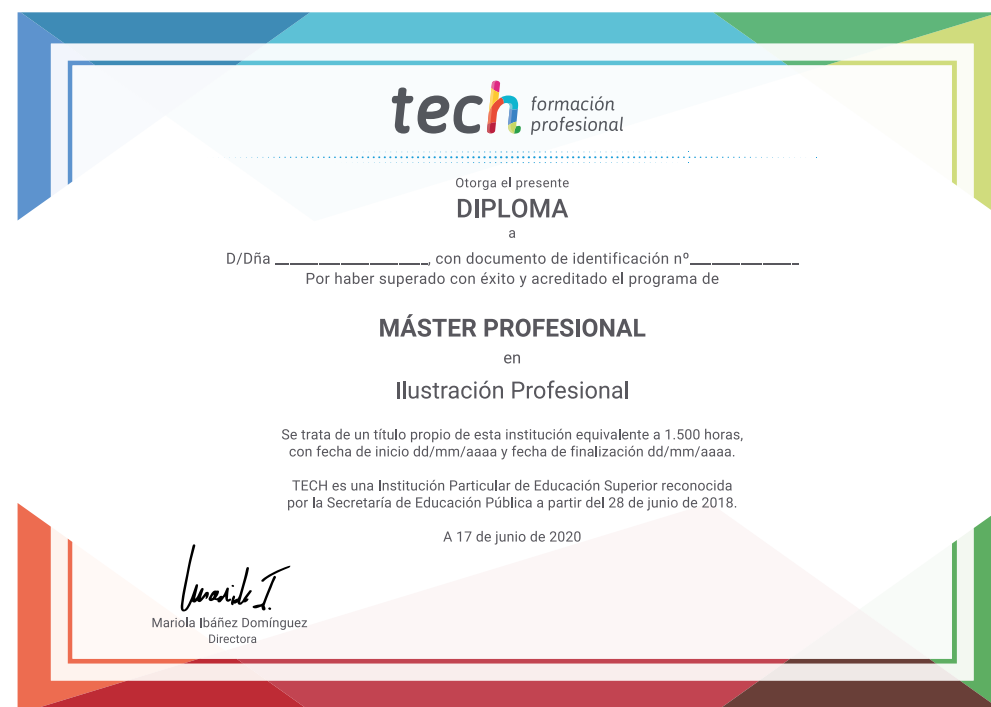 tech formación
profesional
Otorga el presente
DIPLOMA
a
D/Dña ____________________, con documento de identificación nº______________
Por haber superado con éxito y acreditado el programa de
MÁSTER PROFESIONAL
en
Ilustración Profesional
Se trata de un título propio de esta institución equivalente a 1.500 horas,
con fecha de inicio dd/mm/aaaa y fecha de finalización dd/mm/aaaa.
TECH es una Institución Particular de Educación Superior reconocida
por la Secretaría de Educación Pública a partir del 28 de junio de 2018.
A 17 de junio de 2020
Mariola I.
Mariola Ibáñez Domínguez
Directora